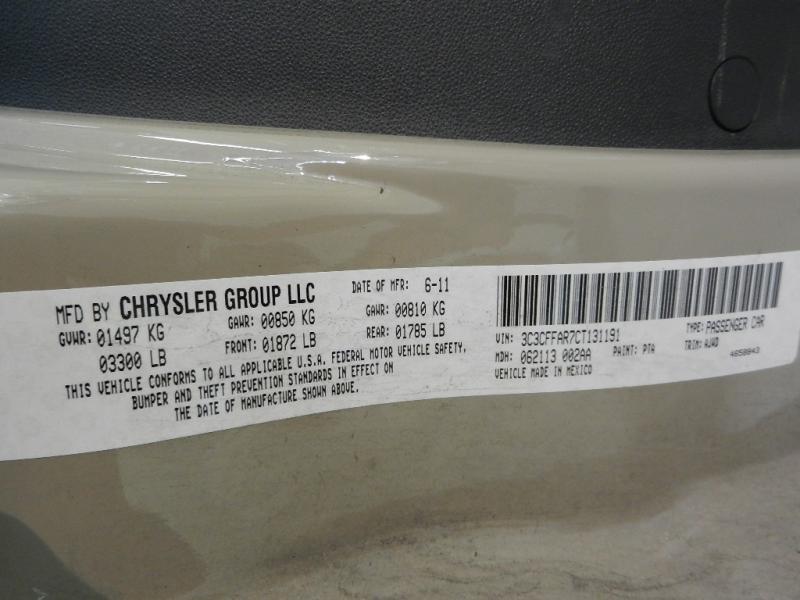 MFD BY CHRYSLER GROUP LLC DATE OF MFR: 6-11
GVWR: 01497 KG GAWR: 00850 KG GAWR: 00810 KG
03300 LB FRONT: 01872 LB REAR: 01785 LB
THIS VEHICLE CONFORMS TO ALL APPLICABLE U.S.A. FEDERAL MOTOR VEHICLE SAFETY,
BUMPER AND THEFT PREVENTION STANDARDS IN EFFECT ON
THE DATE OF MANUFACTURE SHOWN ABOVE.
VIN: 3C3CFFAR7CT131191 TYPE: PASSENGER CAR
MDH: 062113 002AA PAINT: PTA TRIM: AVAD
VEHICLE MADE IN MEXICO 4658843